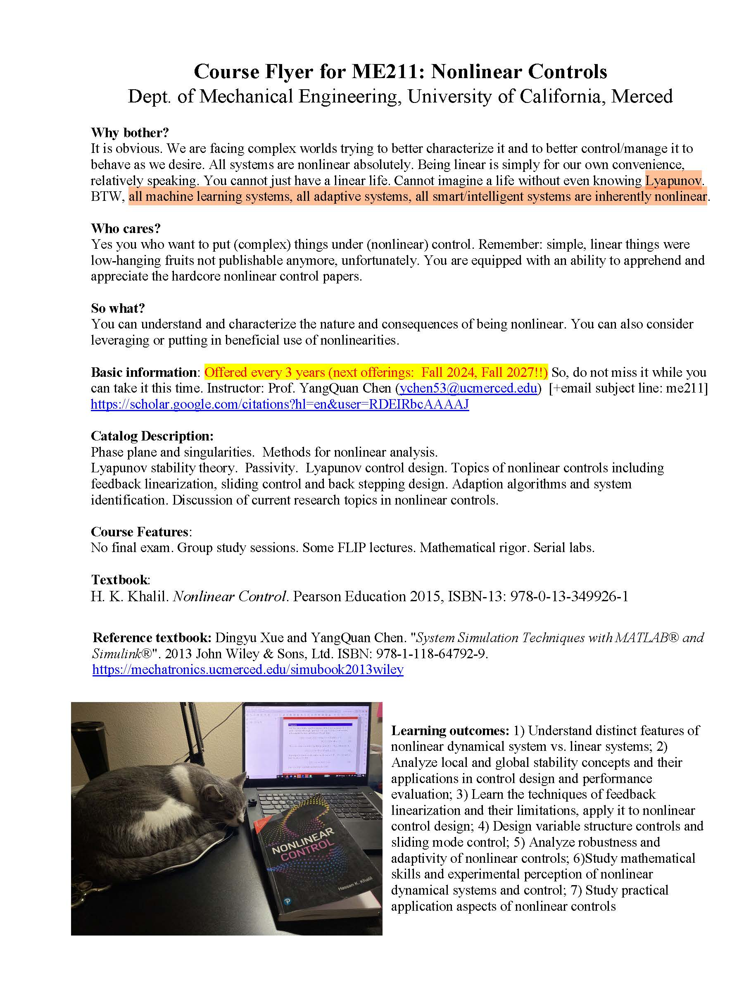 Course Flyer for ME211: Nonlinear Controls
Dept. of Mechanical Engineering, University of California, Merced
Why bother?
It is obvious. We are facing complex worlds trying to better characterize it and to better control/manage it to
behave as we desire. All systems are nonlinear absolutely. Being linear is simply for our own convenience,
relatively speaking. You cannot just have a linear life. Cannot imagine a life without even knowing Lyapunov.
BTW, all machine learning systems, all adaptive systems, all smart/intelligent systems are inherently nonlinear.
Who cares?
Yes you who want to put (complex) things under (nonlinear) control. Remember: simple, linear things were
low-hanging fruits not publishable anymore, unfortunately. You are equipped with an ability to apprehend and
appreciate the hardcore nonlinear control papers.
So what?
You can understand and characterize the nature and consequences of being nonlinear. You can also consider
leveraging or putting in beneficial use of nonlinearities.
Basic information: Offered every 3 years (next offerings:  Fall 2024, Fall 2027!!) So, do not miss it while you
can take it this time. Instructor: Prof. YangQuan Chen (ychen53@ucmerced.edu)  [+email subject line: me211]
https://scholar.google.com/citations?hl=en&user=RDEIRbcAAAAJ
Catalog Description:
Phase plane and singularities.  Methods for nonlinear analysis.
Lyapunov stability theory.  Passivity.  Lyapunov control design. Topics of nonlinear controls including
feedback linearization, sliding control and back stepping design. Adaption algorithms and system
identification. Discussion of current research topics in nonlinear controls.
Course Features:
No final exam. Group study sessions. Some FLIP lectures. Mathematical rigor. Serial labs.
Textbook:
H. K. Khalil. Nonlinear Control. Pearson Education 2015, ISBN-13: 978-0-13-349926-1
Reference textbook: Dingyu Xue and YangQuan Chen. "System Simulation Techniques with MATLAB® and
Simulink®". 2013 John Wiley & Sons, Ltd. ISBN: 978-1-118-64792-9.
https://mechatronics.ucmerced.edu/simubook2013wiley
Learning outcomes: 1) Understand distinct features of
nonlinear dynamical system vs. linear systems; 2)
Analyze local and global stability concepts and their
applications in control design and performance
evaluation; 3) Learn the techniques of feedback
linearization and their limitations, apply it to nonlinear
control design; 4) Design variable structure controls and
sliding mode control; 5) Analyze robustness and
adaptivity of nonlinear controls; 6)Study mathematical
skills and experimental perception of nonlinear
dynamical systems and control; 7) Study practical
application aspects of nonlinear controls
NONLINEAR
CONTROL
Hassan K. Khalil